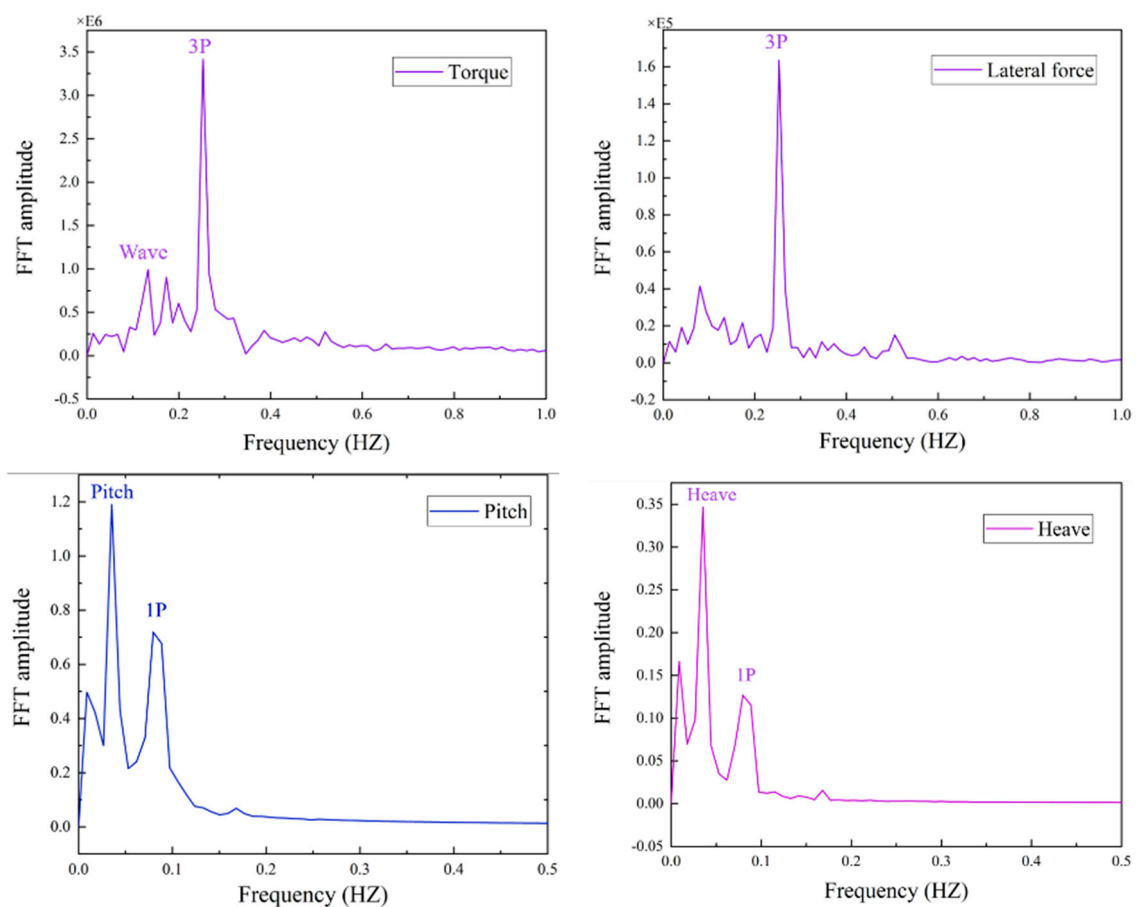 ×E6
3P
Torque
Wave
FFT amplitude
3.5
3.0
2.5
2.0
1.5
1.0
0.5
0.0
-0.5
0.0 0.2 0.4 0.6 0.8 1.0
Frequency (HZ)
×E5
3P
Lateral force
FFT amplitude
1.6
1.4
1.2
1.0
0.8
0.6
0.4
0.2
0.0
-0.2
0.0 0.2 0.4 0.6 0.8 1.0
Frequency (HZ)
Pitch
Pitch
1P
FFT amplitude
1.2
1.0
0.8
0.6
0.4
0.2
0.0
0.0 0.1 0.2 0.3 0.4 0.5
Frequency (HZ)
Heave
Heave
1P
FFT amplitude
0.35
0.30
0.25
0.20
0.15
0.10
0.05
0.00
-0.05
0.0 0.1 0.2 0.3 0.4 0.5
Frequency (HZ)